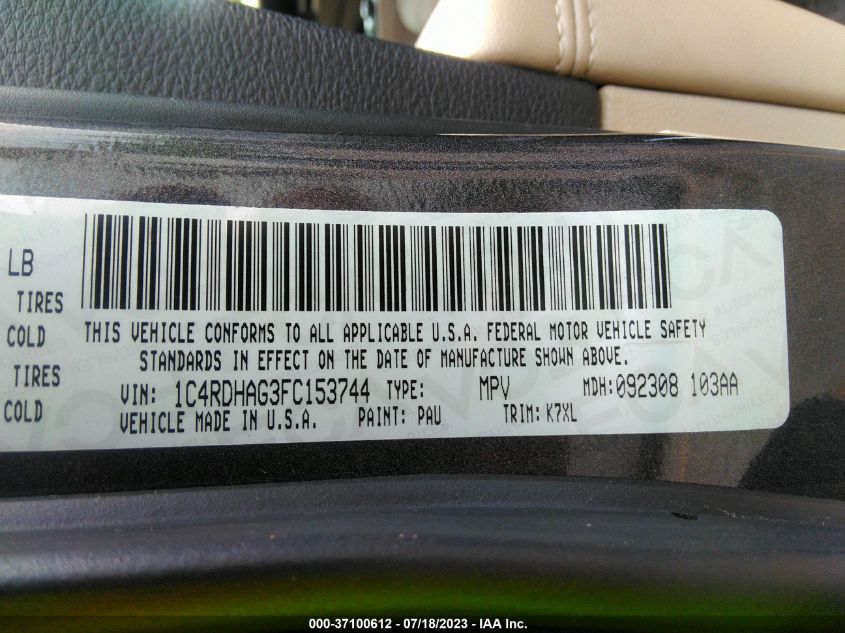 LB
TIRES
COLD
TIRES
COLD
THIS VEHICLE CONFORMS TO ALL APPLICABLE U.S.A. FEDERAL MOTOR VEHICLE SAFETY
STANDARDS IN EFFECT ON THE DATE OF MANUFACTURE SHOWN ABOVE.
VIN: 1C4RDHAG3FC153744 TYPE: MPV MDH:092308 103AA
VEHICLE MADE IN U.S.A. PAINT: PAU TRIM: K7XL
000-37100612 - 07/18/2023 - IAA Inc.